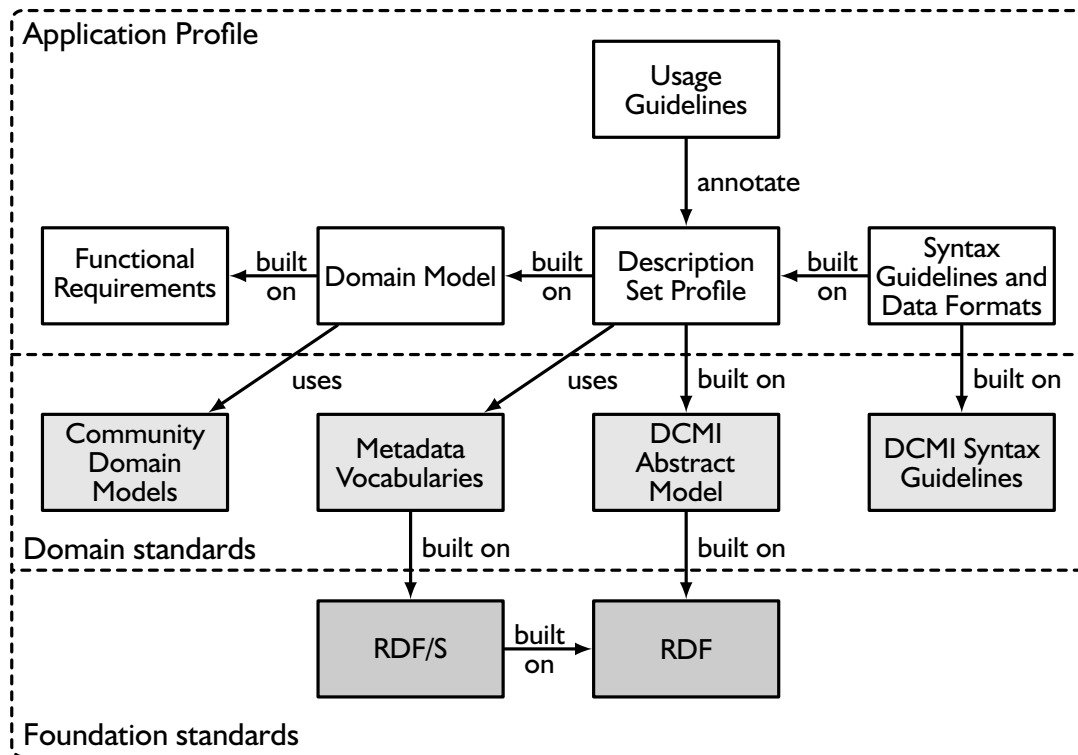 Application Profile
Usage
Guidelines
annotate
Functional
Requirements
built
on
Domain Model
built
on
Description
Set Profile
built
on
Syntax
Guidelines and
Data Formats
uses
uses
built on
built on
Community
Domain
Models
Metadata
Vocabularies
DCMI
Abstract
Model
DCMI Syntax
Guidelines
Domain standards
built on
built on
RDF/S
built
on
RDF
Foundation standards